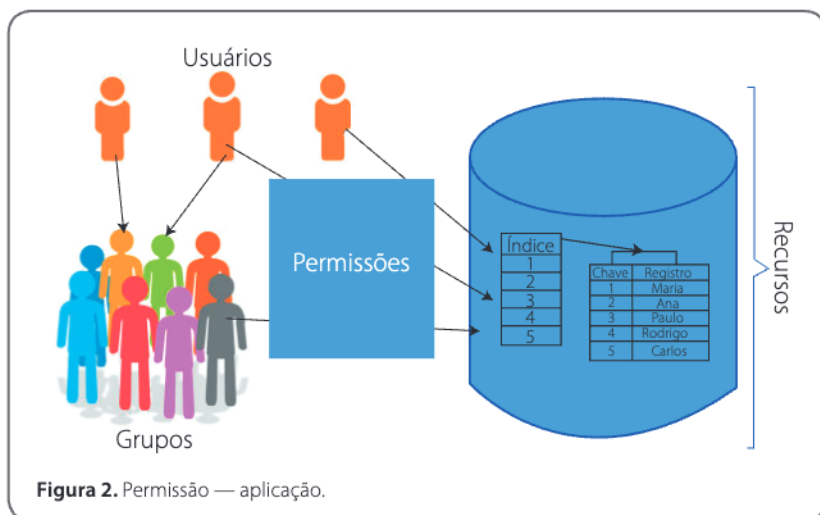 Usuários
Permissões
Grupos
Índice
1
2
3
4
5
Chave Registro
1 Maria
2 Ana
3 Paulo
4 Rodrigo
5 Carlos
Recursos
Figura 2. Permissão — aplicação.